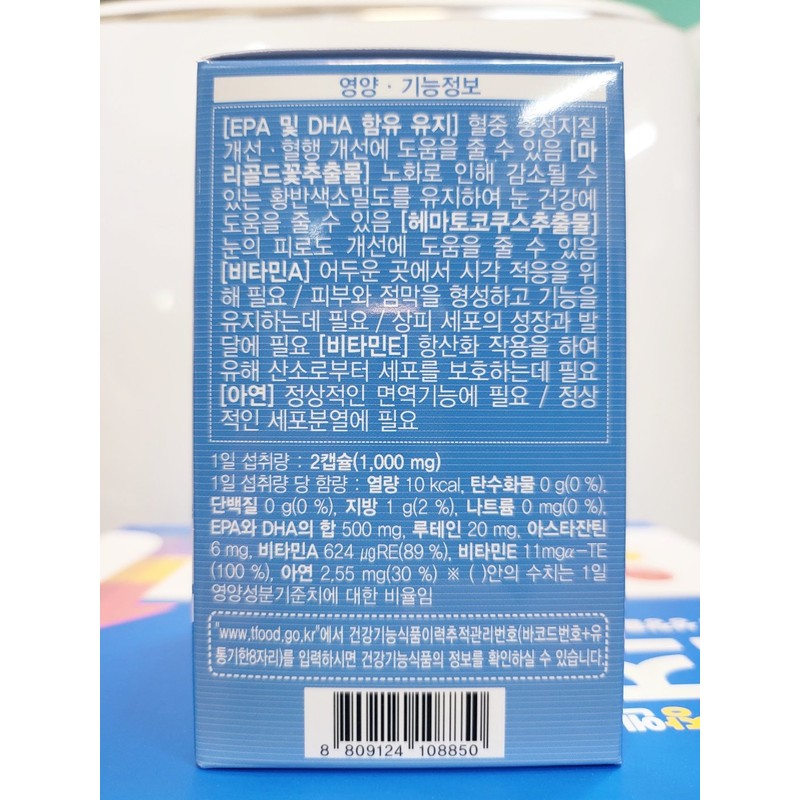 영양 · 기능정보
[EPA 및 DHA 함유 유지] 혈중 중성지질
개선 · 혈행 개선에 도움을 줄 수 있음 [마
리골드꽃추출물] 노화로 인해 감소될 수
있는 황반색소밀도를 유지하여 눈 건강에
도움을 줄 수 있음 [헤마토코쿠스추출물]
눈의 피로도 개선에 도움을 줄 수 있음
[비타민A] 어두운 곳에서 시각 적응을 위
해 필요 / 피부와 점막을 형성하고 기능을
유지하는데 필요 / 상피 세포의 성장과 발
달에 필요 [비타민E] 항산화 작용을 하여
유해 산소로부터 세포를 보호하는데 필요
[아연] 정상적인 면역기능에 필요 / 정상
적인 세포분열에 필요
1일 섭취량 : 2캡슐(1,000 mg)
1일 섭취량 당 함량 : 열량 10 kcal, 탄수화물 0 g(0 %),
단백질 0 g(0 %), 지방 1 g(2 %), 나트륨 0 mg(0 %),
EPA와 DHA의 합 500 mg, 루테인 20 mg, 아스타잔틴
6 mg, 비타민A 624 μgRE(89 %), 비타민E 11mgα-TE
(100 %), 아연 2.55 mg(30 %) ※ ( )안의 수치는 1일
영양성분기준치에 대한 비율임
"www.tfood.go.kr"에서 건강기능식품이력추적관리번호(바코드번호+유
통기한8자리)를 입력하시면 건강기능식품의 정보를 확인하실 수 있습니다.
8 809124 108850